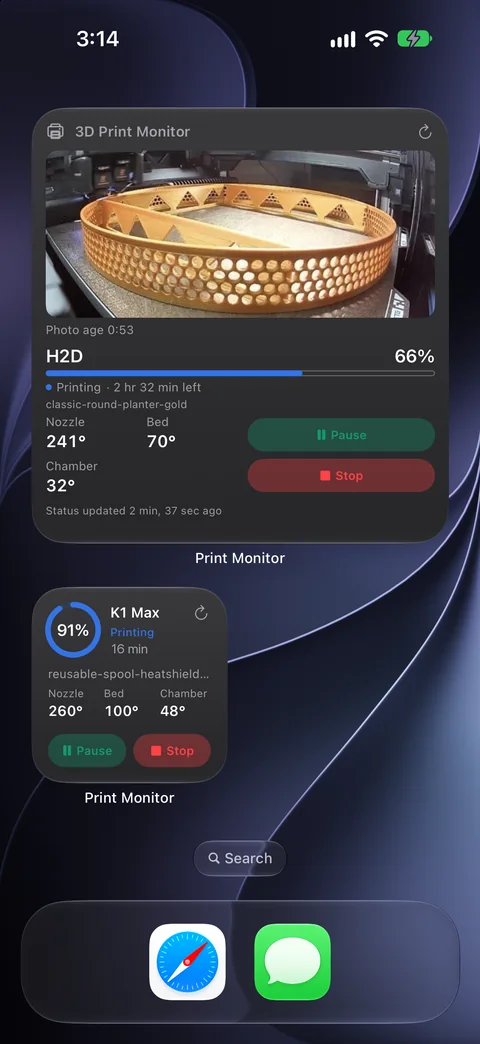 3:14
3D Print Monitor
Photo age 0:53
H2D 66%
Printing · 2 hr 32 min left
classic-round-planter-gold
Nozzle Bed
241° 70°
Pause
Chamber
32°
Stop
Status updated 2 min, 37 sec ago
Print Monitor
91%
K1 Max
Printing
16 min
reusable-spool-heatshield...
Nozzle Bed Chamber
260° 100° 48°
Pause Stop
Print Monitor
Search